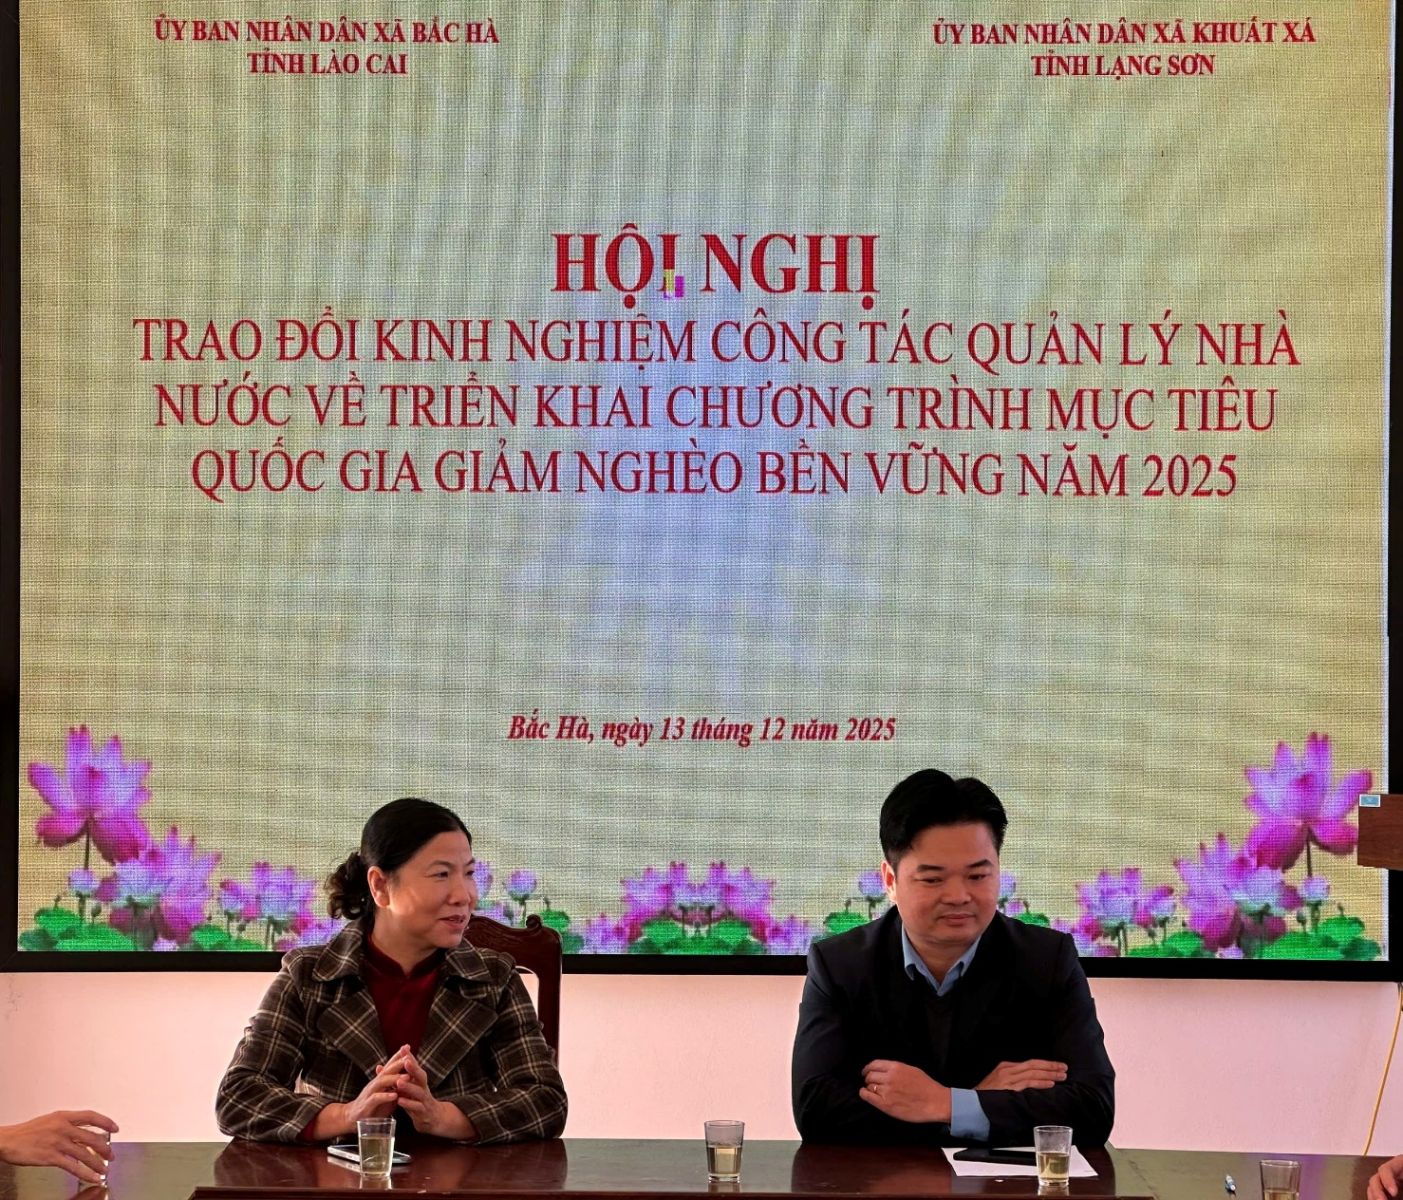 ỦY BAN NHÂN DÂN XÃ BẮC HÀ
TỈNH LÀO CAI
ỦY BAN NHÂN DÂN XÃ KHUẤT XÁ
TỈNH LẠNG SƠN
HỘI NGHỊ
TRAO ĐỔI KINH NGHIỆM CÔNG TÁC QUẢN LÝ NHÀ
NƯỚC VỀ TRIỂN KHAI CHƯƠNG TRÌNH MỤC TIÊU
QUỐC GIA GIẢM NGHÈO BỀN VỮNG NĂM 2025
Bắc Hà, ngày 13 tháng 12 năm 2025